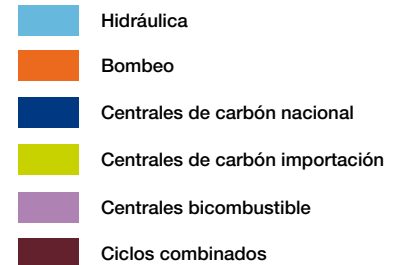 Hidráulica
Bombeo
Centrales de carbón nacional
Centrales de carbón importación
Centrales bicombustible
Ciclos combinados